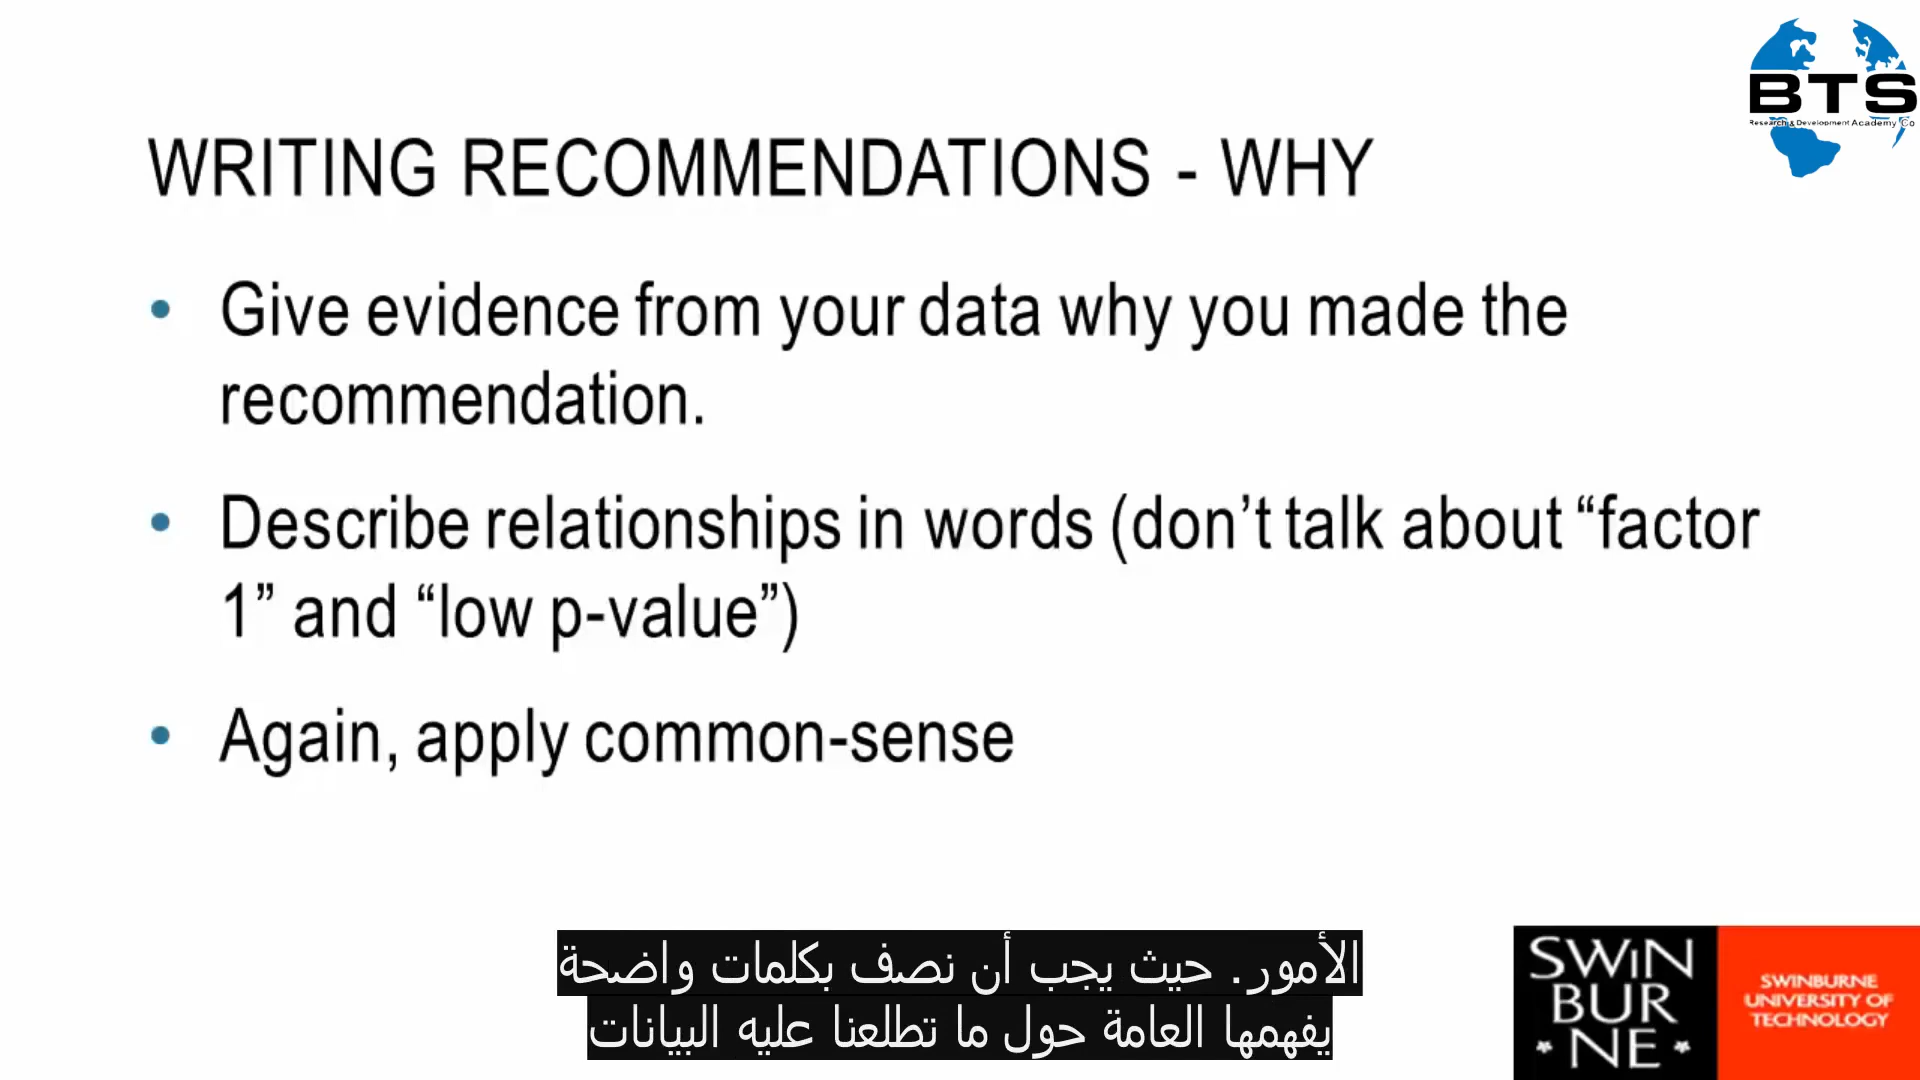 BTS
Research & Development Academy Co
WRITING RECOMMENDATIONS - WHY
• Give evidence from your data why you made the
recommendation.
• Describe relationships in words (don’t talk about “factor
1” and “low p-value”)
• Again, apply common-sense
الأمور. حيث يجب أن نصف بكلمات واضحة
يفهمها العامة حول ما تطلعنا عليه البيانات
SWiN
BUR
* NE *
SWINBURNE
UNIVERSITY OF
TECHNOLOGY